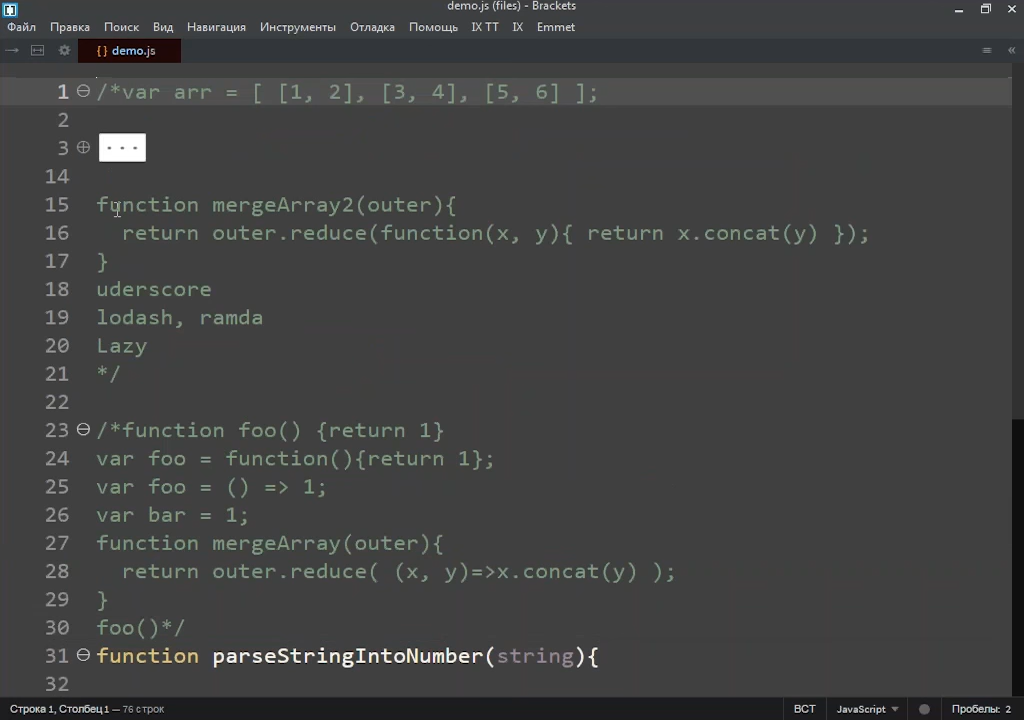 demo.js (files) - Brackets
Файл Правка Поиск Вид Навигация Инструменты Отладка Помощь IX TT IX Emmet
{} demo.js
1 /*var arr = [ [1, 2], [3, 4], [5, 6] ];
2
3 ...
14
15 function mergeArray2(outer){
16   return outer.reduce(function(x, y){ return x.concat(y) });
17 }
18 uderscore
19 lodash, ramda
20 Lazy
21 */
22
23 /*function foo() {return 1}
24 var foo = function(){return 1};
25 var foo = () => 1;
26 var bar = 1;
27 function mergeArray(outer){
28   return outer.reduce( (x, y)=>x.concat(y) );
29 }
30 foo()*/
31 function parseStringIntoNumber(string){
32
Строка 1, Столбец 1 — 76 строк ВСТ JavaScript Пробелы: 2